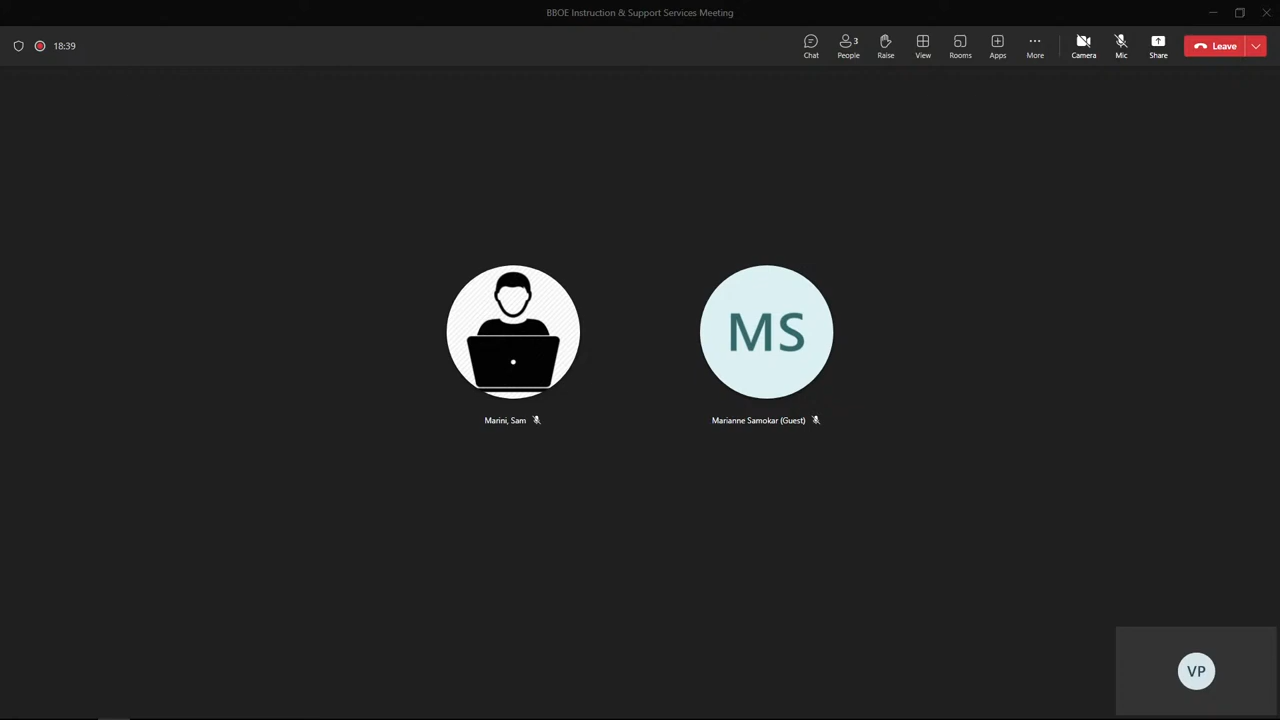 BBOE Instruction & Support Services Meeting
18:39
3
Chat People Raise View Rooms Apps More Camera Mic Share Leave
MS
Marini, Sam Marianne Samokar (Guest)
VP